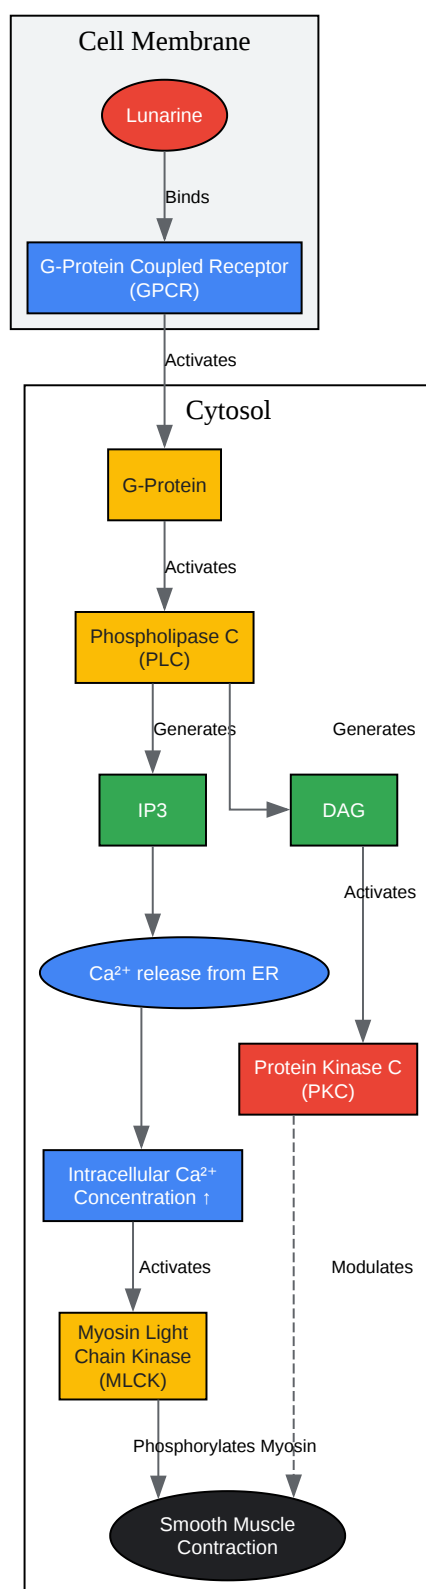 Cell Membrane
Lunarine
Binds
G-Protein Coupled Receptor
(GPCR)
Activates
Cytosol
G-Protein
Activates
Phospholipase C
(PLC)
Generates
Generates
IP3
DAG
Activates
Ca²⁺ release from ER
Protein Kinase C
(PKC)
Intracellular Ca²⁺
Concentration ↑
Activates
Modulates
Myosin Light
Chain Kinase
(MLCK)
Phosphorylates Myosin
Smooth Muscle
Contraction